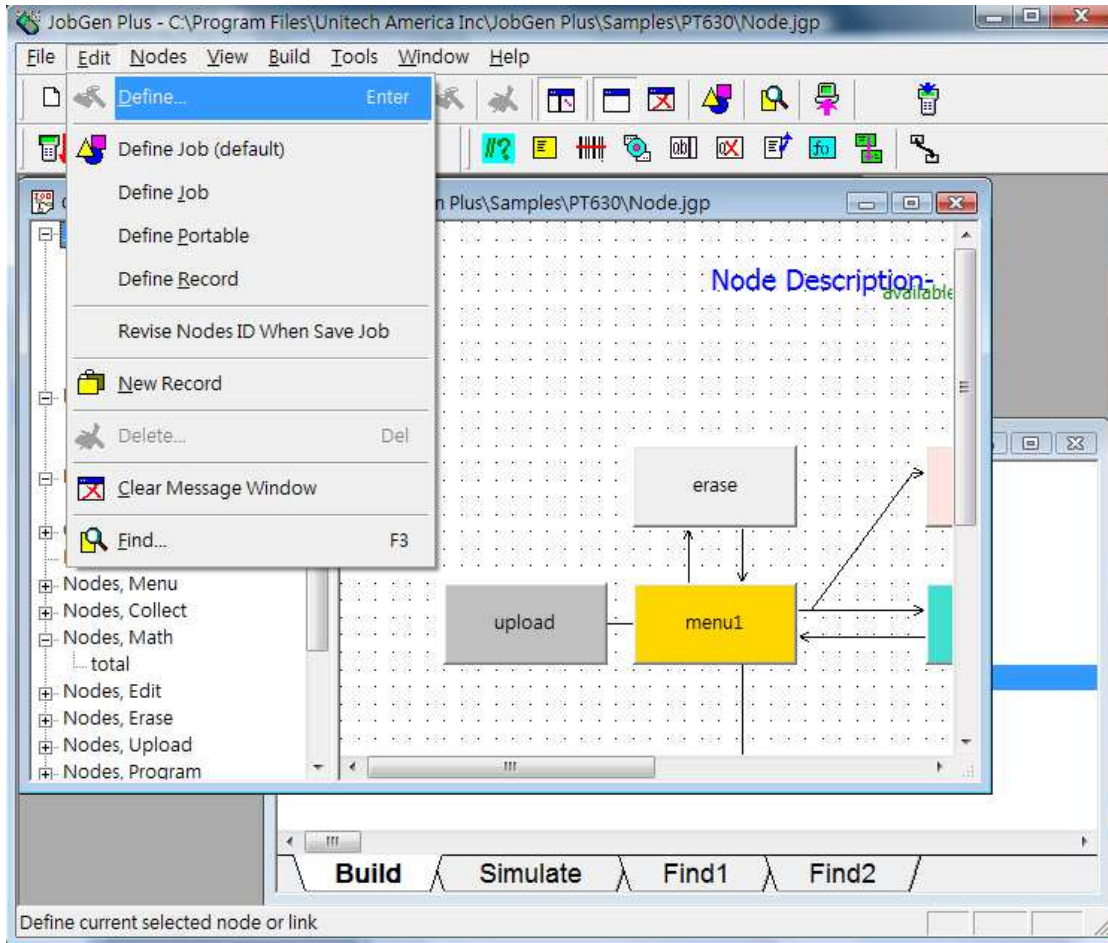 JobGen Plus - C:\Program Files\Unitech America Inc\JobGen Plus\Samples\PT630\Node.jgp
File Edit Nodes View Build Tools Window Help
Define... Enter
Define Job (default)
Define Job
Define Portable
Define Record
Revise Nodes ID When Save Job
New Record
Delete... Del
Clear Message Window
Find... F3
n Plus\Samples\PT630\Node.jgp
Node Description-
available
erase
upload
menu1
Nodes, Menu
Nodes, Collect
Nodes, Math
total
Nodes, Edit
Nodes, Erase
Nodes, Upload
Nodes, Program
Build Simulate Find1 Find2
Define current selected node or link